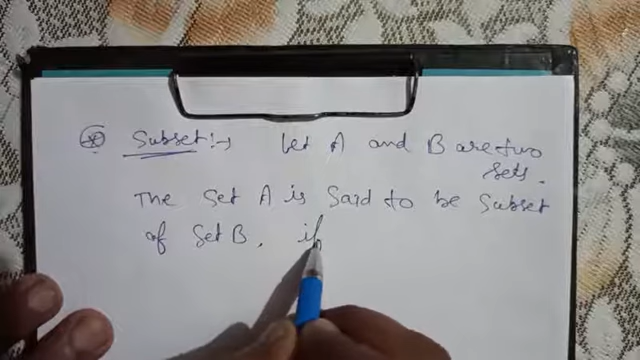 Subset:→ Let A and B are two
sets.
The Set A is Said to be Subset
of Set B, if